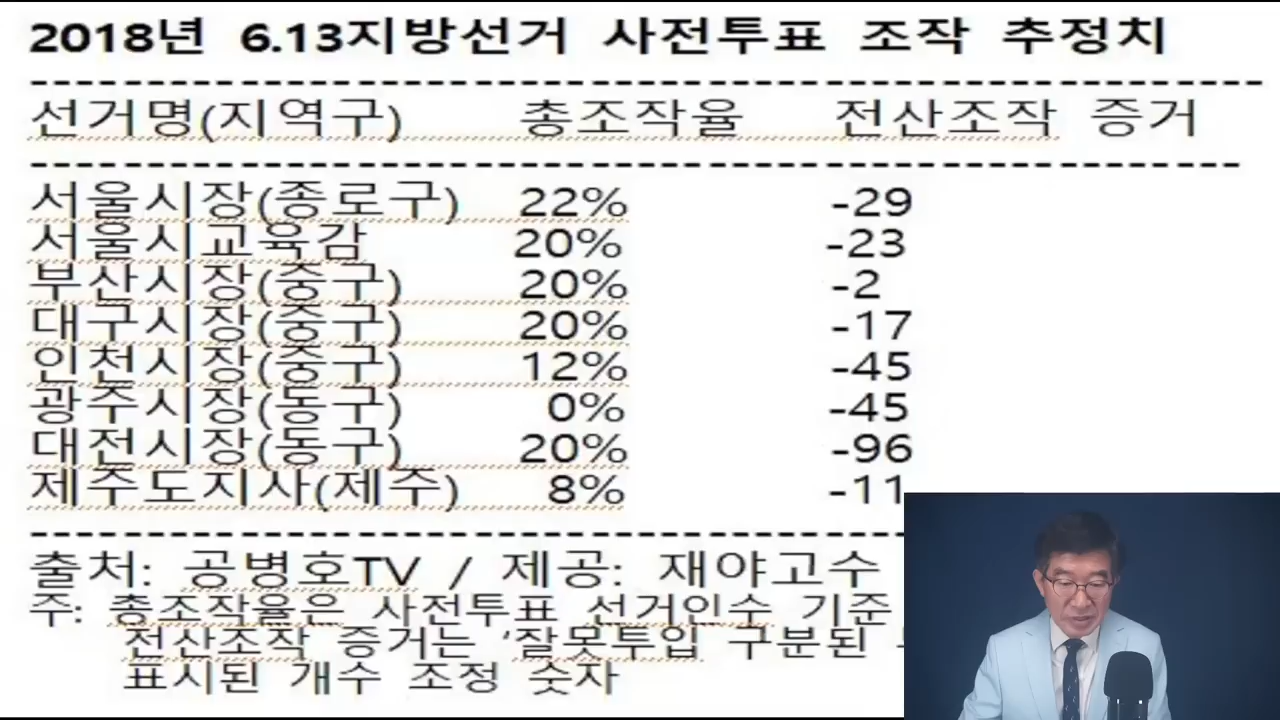 2018년 6.13지방선거 사전투표 조작 추정치
선거명(지역구) 총조작율 전산조작 증거
서울시장(종로구) 22% -29
서울시교육감 20% -23
부산시장(중구) 20% -2
대구시장(중구) 20% -17
인천시장(중구) 12% -45
광주시장(동구) 0% -45
대전시장(동구) 20% -96
제주도지사(제주) 8% -11
출처: 공병호TV / 제공: 재야고수
주: 총조작율은 사전투표 선거인수 기준
전산조작 증거는 '잘못투입 구분된
표시된 개수 조정 숫자